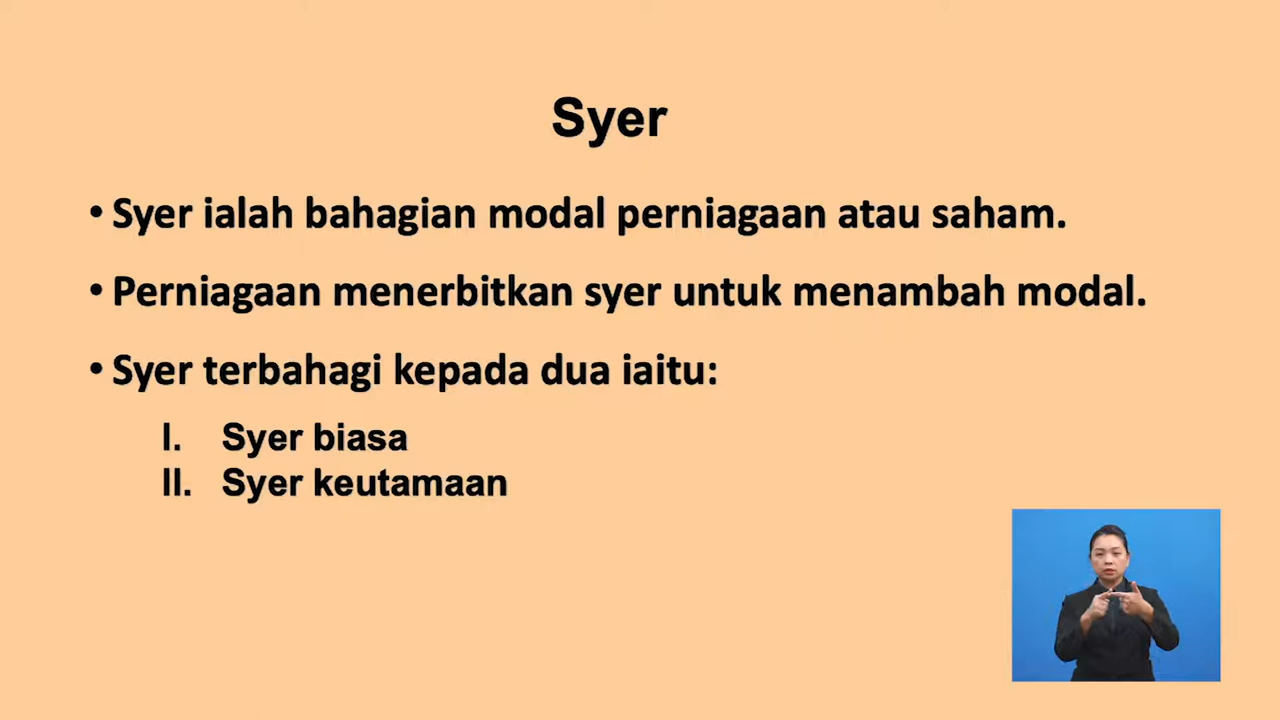 Syer
• Syer ialah bahagian modal perniagaan atau saham.
• Perniagaan menerbitkan syer untuk menambah modal.
• Syer terbahagi kepada dua iaitu:
I. Syer biasa
II. Syer keutamaan